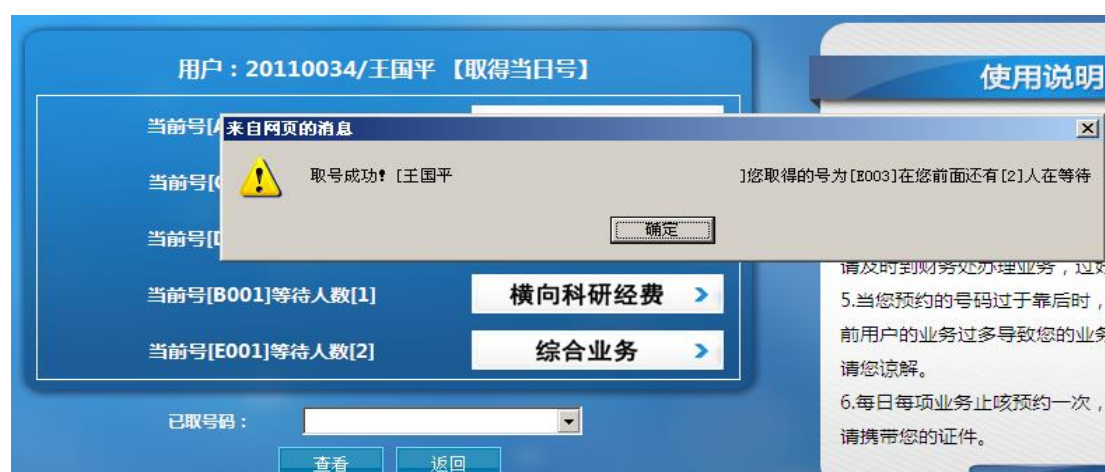 用户：20110034/王国平 【取得当日号】
使用说明
当前号[
来自网页的消息
取号成功! [王国平 ]您取得的号为[E003]在您前面还有[2]人在等待
当前号[
确定
当前号[
请及时到财务处办理业务，过
当前号[B001]等待人数[1]
横向科研经费
5.当您预约的号码过于靠后时，
前用户的业务过多导致您的业务
当前号[E001]等待人数[2]
综合业务
请您谅解。
6.每日每项业务止咳预约一次，
请携带您的证件。
已取号码：
查看
返回